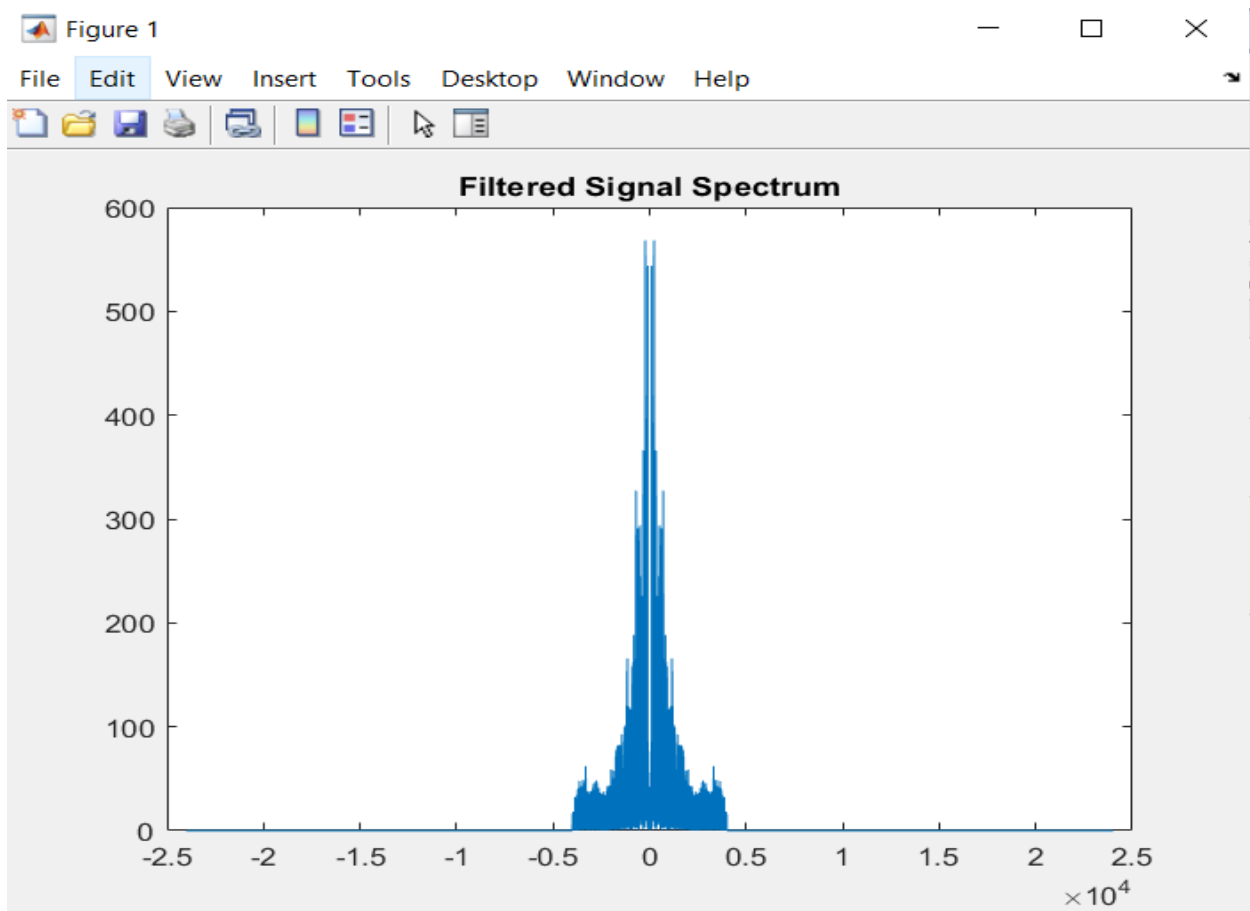 Figure 1
File Edit View Insert Tools Desktop Window Help
Filtered Signal Spectrum
600
500
400
300
200
100
0
-2.5 -2 -1.5 -1 -0.5 0 0.5 1 1.5 2 2.5
×10⁴